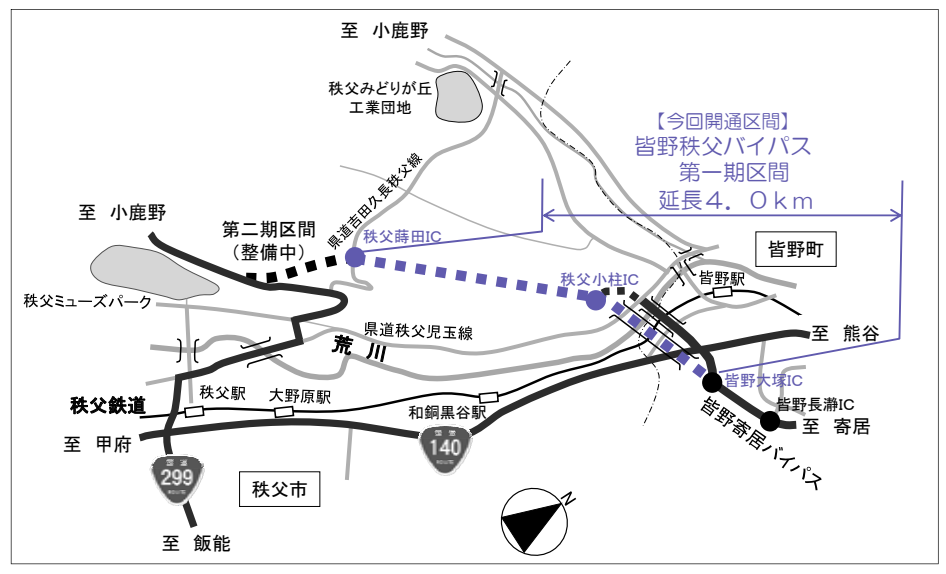 至 小鹿野
秩父みどりが丘
工業団地
【今回開通区間】
皆野秩父バイパス
第一期区間
延長４．０ｋｍ
県道吉田久長秩父線
至 小鹿野
第二期区間
(整備中)
秩父蒔田IC
皆野町
秩父小柱IC
皆野駅
秩父ミューズパーク
県道秩父児玉線
荒 川
至 熊谷
皆野大塚IC
秩父駅
大野原駅
和銅黒谷駅
秩父鉄道
皆野長瀞IC
至 寄居
皆野寄居バイパス
至 甲府
国道
140
ROUTE
国道
299
ROUTE
秩父市
N
至 飯能